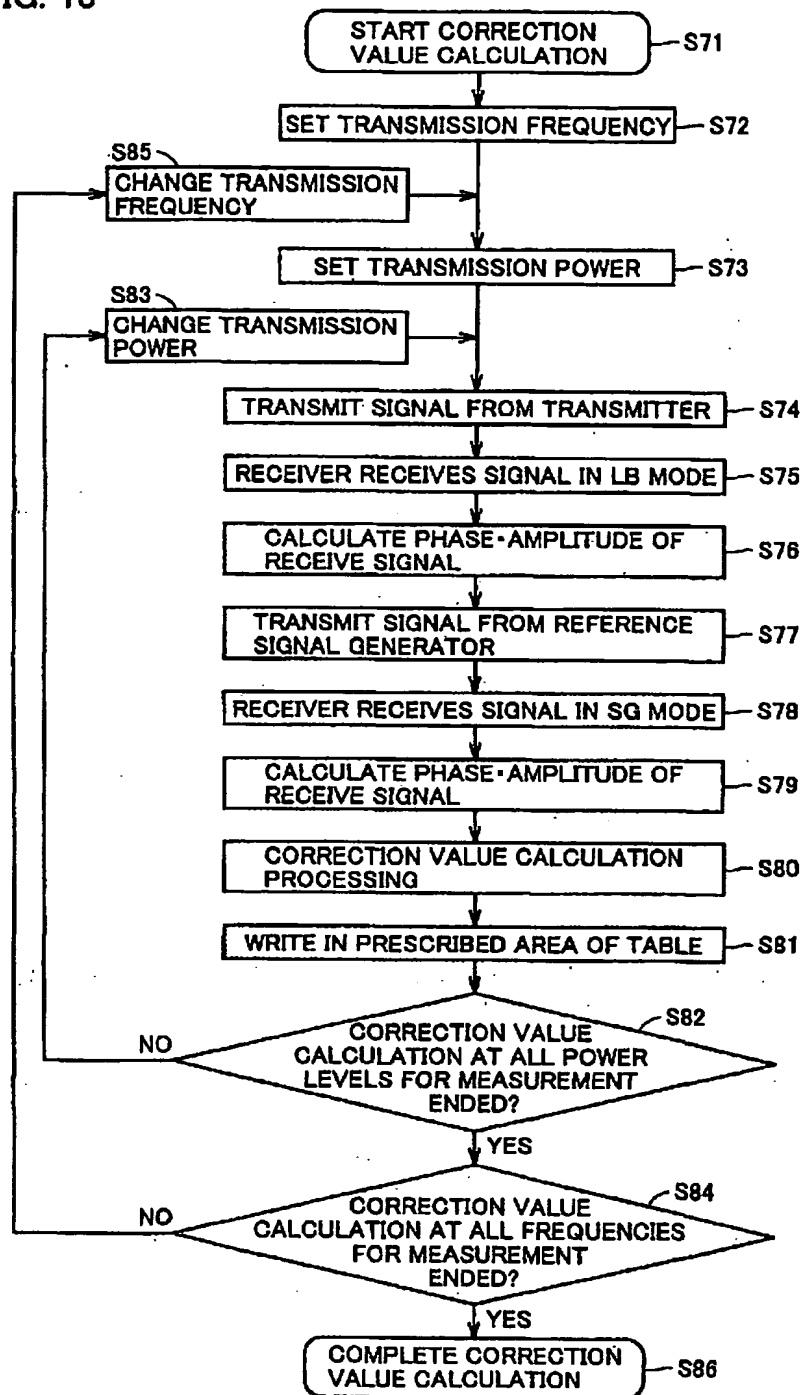 START CORRECTION
VALUE CALCULATION
S71
SET TRANSMISSION FREQUENCY
S72
S85
CHANGE TRANSMISSION
FREQUENCY
SET TRANSMISSION POWER
S73
S83
CHANGE TRANSMISSION
POWER
TRANSMIT SIGNAL FROM TRANSMITTER
S74
RECEIVER RECEIVES SIGNAL IN LB MODE
S75
CALCULATE PHASE·AMPLITUDE OF
RECEIVE SIGNAL
S76
TRANSMIT SIGNAL FROM REFERENCE
SIGNAL GENERATOR
S77
RECEIVER RECEIVES SIGNAL IN SG MODE
S78
CALCULATE PHASE·AMPLITUDE OF
RECEIVE SIGNAL
S79
CORRECTION VALUE CALCULATION
PROCESSING
S80
WRITE IN PRESCRIBED AREA OF TABLE
S81
S82
NO
CORRECTION VALUE
CALCULATION AT ALL POWER
LEVELS FOR MEASUREMENT
ENDED?
YES
S84
NO
CORRECTION VALUE
CALCULATION AT ALL FREQUENCIES
FOR MEASUREMENT
ENDED?
YES
COMPLETE CORRECTION
VALUE CALCULATION
S86